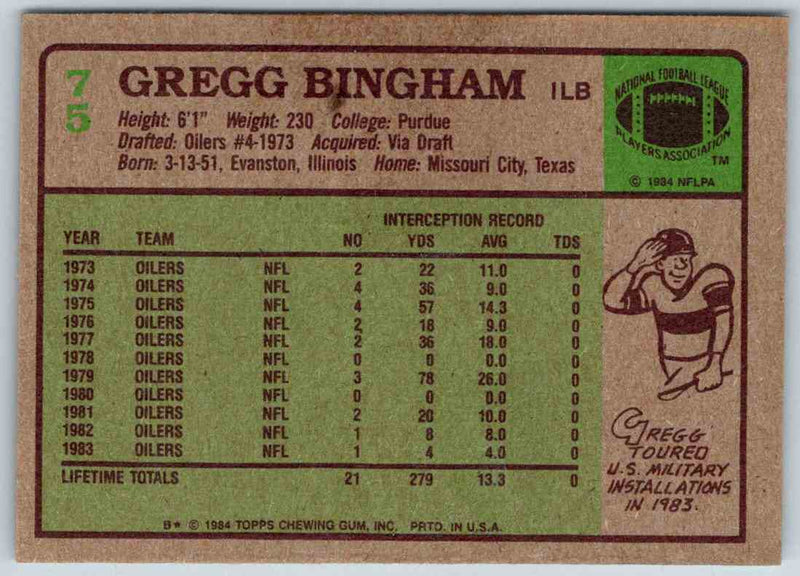 75 GREGG BINGHAM ILB
Height: 6'1" Weight: 230 College: Purdue
Drafted: Oilers #4-1973 Acquired: Via Draft
Born: 3-13-51, Evanston, Illinois Home: Missouri City, Texas
NATIONAL FOOTBALL LEAGUE
PLAYERS ASSOCIATION
TM
© 1984 NFLPA
INTERCEPTION RECORD
YEAR TEAM NO YDS AVG TDS
1973 OILERS NFL 2 22 11.0 0
1974 OILERS NFL 4 36 9.0 0
1975 OILERS NFL 4 57 14.3 0
1976 OILERS NFL 2 18 9.0 0
1977 OILERS NFL 2 36 18.0 0
1978 OILERS NFL 0 0 0.0 0
1979 OILERS NFL 3 78 26.0 0
1980 OILERS NFL 0 0 0.0 0
1981 OILERS NFL 2 20 10.0 0
1982 OILERS NFL 1 8 8.0 0
1983 OILERS NFL 1 4 4.0 0
LIFETIME TOTALS 21 279 13.3 0
GREGG
TOURED
U.S. MILITARY
INSTALLATIONS
IN 1983.
B* © 1984 TOPPS CHEWING GUM, INC. PRTD. IN U.S.A.